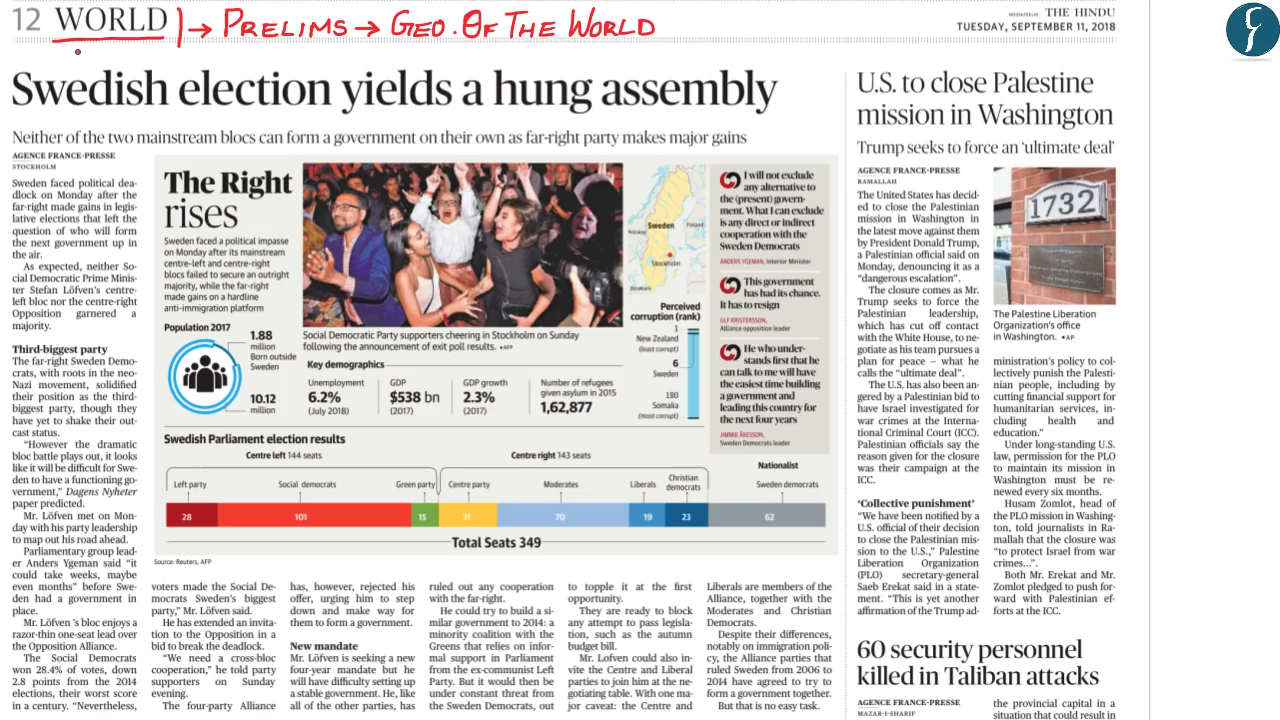 12 WORLD → PRELIMS → GEO. OF THE WORLD
THE HINDU
TUESDAY, SEPTEMBER 11, 2018
Swedish election yields a hung assembly
Neither of the two mainstream blocs can form a government on their own as far-right party makes major gains
AGENCE FRANCE-PRESSE
STOCKHOLM
Sweden faced political dea-
dlock on Monday after the
far-right made gains in leg-
islative elections that left the
question of who will form
the next government up in
the air.
As expected, neither So-
cial Democratic Prime Minis-
ter Stefan Löfven's centre-
left bloc nor the centre-right
Opposition garnered a
majority.
Third-biggest party
The far-right Sweden Demo-
crats, with roots in the neo-
Nazi movement, solidified
their position as the third-
biggest party, though they
have yet to shake their out-
cast status.
"However the dramatic
bloc battle plays out, it looks
like it will be difficult for Swe-
den to have a functioning go-
vernment," Dagens Nyheter
paper predicted.
Mr. Löfven met on Mon-
day with his party leadership
to map out his road ahead.
Parliamentary group lead-
er Anders Ygeman said "it
could take weeks, maybe
even months" before Swe-
den had a government in
place.
Mr. Löfven 's bloc enjoys a
razor-thin one-seat lead over
the Opposition Alliance.
The Social Democrats
won 28.4% of votes, down
2.8 points from the 2014
elections, their worst score
in a century. "Nevertheless,
The Right
rises
Sweden faced a political impasse
on Monday after its mainstream
centre-left and centre-right
blocs failed to secure an outright
majority, while the far-right
made gains on a hardline
anti-immigration platform
Population 2017
1.88
million
Born outside
Sweden
10.12
million
Social Democratic Party supporters cheering in Stockholm on Sunday
following the announcement of exit poll results. •AFP
Key demographics
Unemployment
6.2%
(July 2018)
GDP
$538 bn
(2017)
GDP growth
2.3%
(2017)
Number of refugees
given asylum in 2015
1,62,877
Sweden
Norway
Finland
Stockholm
Denmark
Perceived
corruption (rank)
1
New Zealand
(least corrupt)
6
Sweden
180
Somalia
(most corrupt)
I will not exclude
any alternative to
the (present) govern-
ment. What I can exclude
is any direct or indirect
cooperation with the
Sweden Democrats
ANDERS YGEMAN, Interior Minister
This government
has had its chance.
It has to resign
ULF KRISTERSSON,
Alliance-opposition leader
He who under-
stands first that he
can talk to me will have
the easiest time building
a government and
leading this country for
the next four years
JIMMIE ÅKESSON,
Sweden Democrats leader
Swedish Parliament election results
Centre left 144 seats
Centre right 143 seats
Nationalist
Left party
Social democrats
Green party
Centre party
Moderates
Liberals
Christian
democrats
Sweden democrats
28 101 15 31 70 19 23 62
Total Seats 349
Source: Reuters, AFP
voters made the Social De-
mocrats Sweden's biggest
party," Mr. Löfven said.
He has extended an invita-
tion to the Opposition in a
bid to break the deadlock.
"We need a cross-bloc
cooperation," he told party
supporters on Sunday
evening.
The four-party Alliance
has, however, rejected his
offer, urging him to step
down and make way for
them to form a government.
New mandate
Mr. Löfven is seeking a new
four-year mandate but he
will have difficulty setting up
a stable government. He, like
all of the other parties, has
ruled out any cooperation
with the far-right.
He could try to build a si-
milar government to 2014: a
minority coalition with the
Greens that relies on infor-
mal support in Parliament
from the ex-communist Left
Party. But it would then be
under constant threat from
the Sweden Democrats, out
to topple it at the first
opportunity.
They are ready to block
any attempt to pass legisla-
tion, such as the autumn
budget bill.
Mr. Lofven could also in-
vite the Centre and Liberal
parties to join him at the ne-
gotiating table. With one ma-
jor caveat: the Centre and
Liberals are members of the
Alliance, together with the
Moderates and Christian
Democrats.
Despite their differences,
notably on immigration poli-
cy, the Alliance parties that
ruled Sweden from 2006 to
2014 have agreed to try to
form a government together.
But that is no easy task.
U.S. to close Palestine
mission in Washington
Trump seeks to force an 'ultimate deal'
AGENCE FRANCE-PRESSE
RAMALLAH
The United States has decid-
ed to close the Palestinian
mission in Washington in
the latest move against them
by President Donald Trump,
a Palestinian official said on
Monday, denouncing it as a
"dangerous escalation".
The closure comes as Mr.
Trump seeks to force the
Palestinian leadership,
which has cut off contact
with the White House, to ne-
gotiate as his team pursues a
plan for peace – what he
calls the "ultimate deal".
The U.S. has also been an-
gered by a Palestinian bid to
have Israel investigated for
war crimes at the Interna-
tional Criminal Court (ICC).
Palestinian officials say the
reason given for the closure
was their campaign at the
ICC.
'Collective punishment'
"We have been notified by a
U.S. official of their decision
to close the Palestinian mis-
sion to the U.S.," Palestine
Liberation Organization
(PLO) secretary-general
Saeb Erekat said in a state-
ment. "This is yet another
affirmation of the Trump ad-
1732
The Palestine Liberation
Organization's office
in Washington. •AP
ministration's policy to col-
lectively punish the Palesti-
nian people, including by
cutting financial support for
humanitarian services, in-
cluding health and
education."
Under long-standing U.S.
law, permission for the PLO
to maintain its mission in
Washington must be re-
newed every six months.
Husam Zomlot, head of
the PLO mission in Washing-
ton, told journalists in Ra-
mallah that the closure was
"to protect Israel from war
crimes...".
Both Mr. Erekat and Mr.
Zomlot pledged to push for-
ward with Palestinian ef-
forts at the ICC.
60 security personnel
killed in Taliban attacks
AGENCE FRANCE-PRESSE
MAZAR-I-SHARIF
the provincial capital in a
situation that could result in